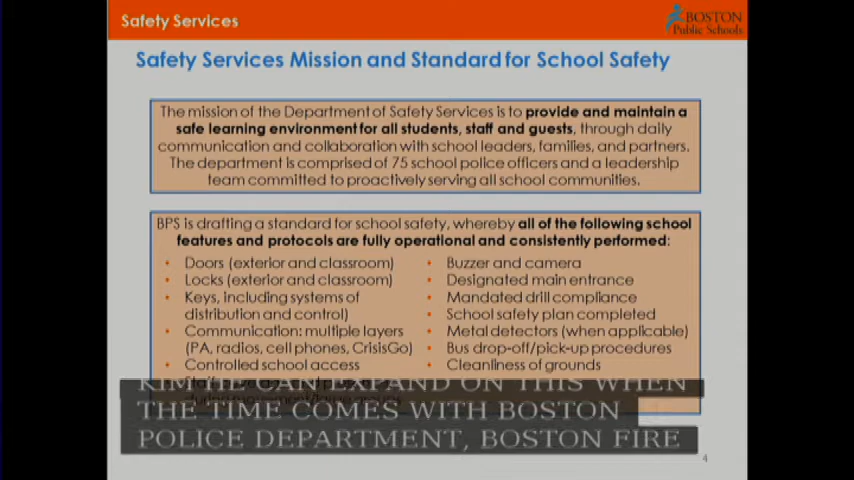 Safety Services
BOSTON
Public Schools
Safety Services Mission and Standard for School Safety
The mission of the Department of Safety Services is to provide and maintain a
safe learning environment for all students, staff and guests, through daily
communication and collaboration with school leaders, families, and partners.
The department is comprised of 75 school police officers and a leadership
team committed to proactively serving all school communities.
BPS is drafting a standard for school safety, whereby all of the following school
features and protocols are fully operational and consistently performed:
• Doors (exterior and classroom)
• Locks (exterior and classroom)
• Keys, including systems of
distribution and control)
• Communication: multiple layers
(PA, radios, cell phones, CrisisGo)
• Controlled school access
• Buzzer and camera
• Designated main entrance
• Mandated drill compliance
• School safety plan completed
• Metal detectors (when applicable)
• Bus drop-off/pick-up procedures
• Cleanliness of grounds
KIM HE CAN EXPAND ON THIS WHEN
THE TIME COMES WITH BOSTON
POLICE DEPARTMENT, BOSTON FIRE
4